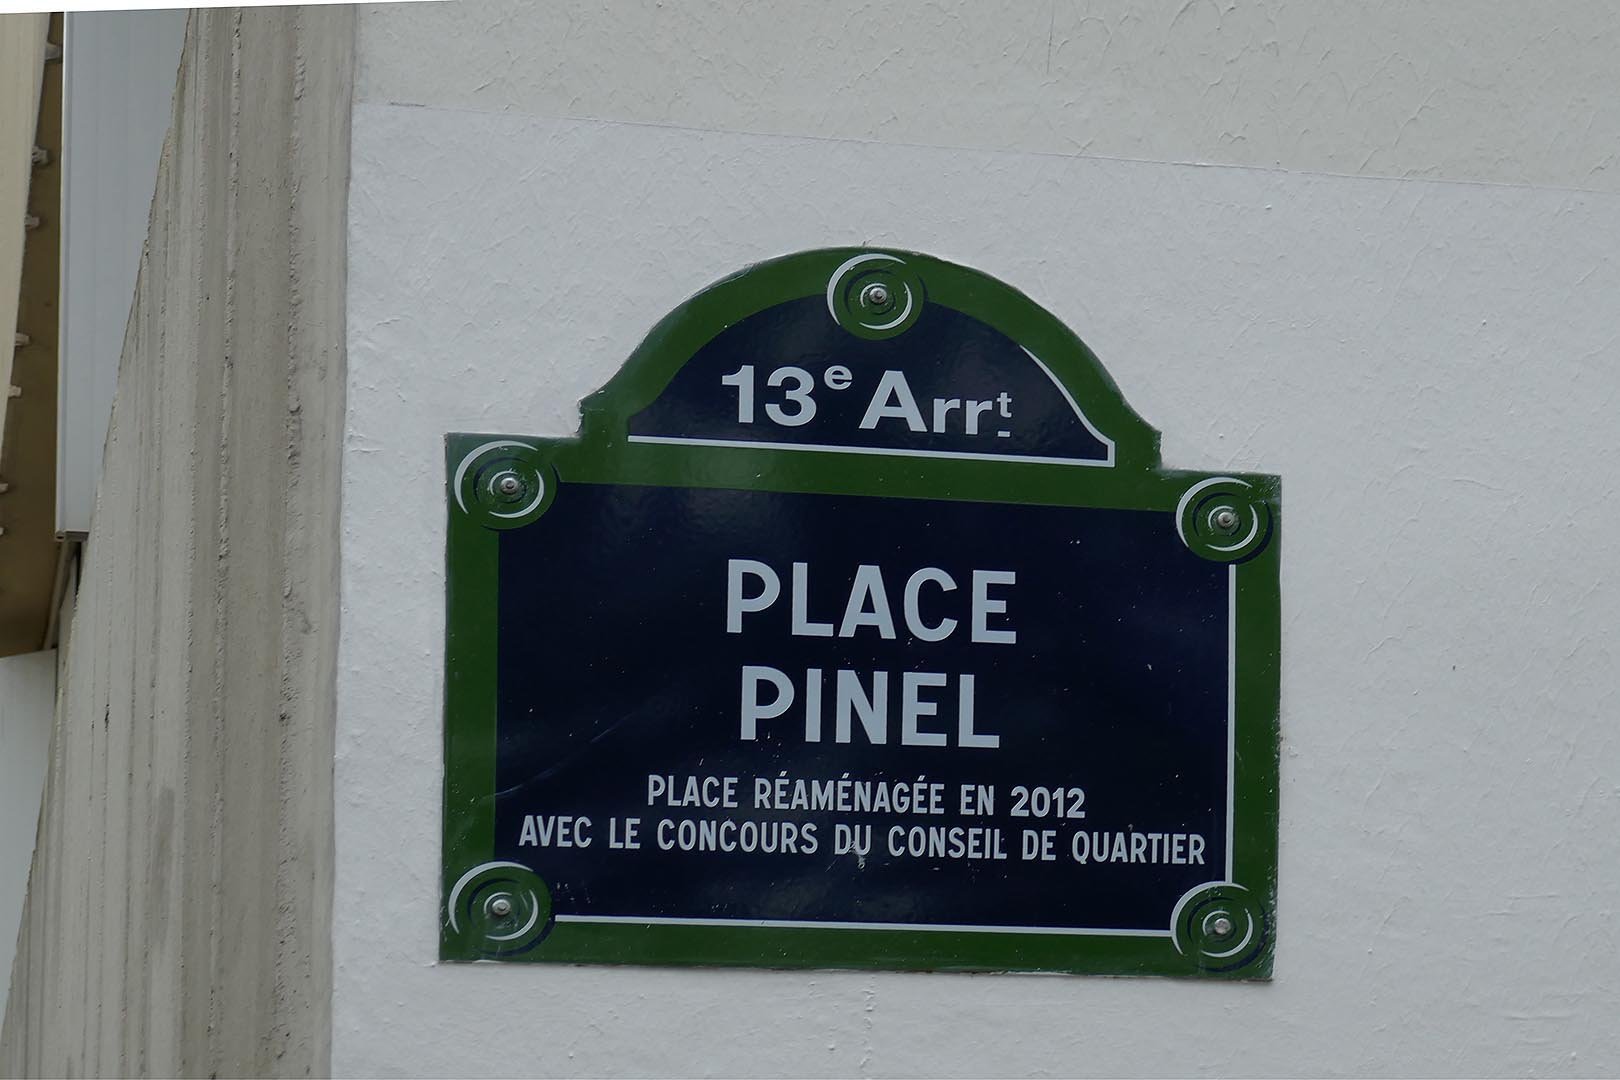 13e Arrt.
PLACE
PINEL
PLACE RÉAMÉNAGÉE EN 2012
AVEC LE CONCOURS DU CONSEIL DE QUARTIER